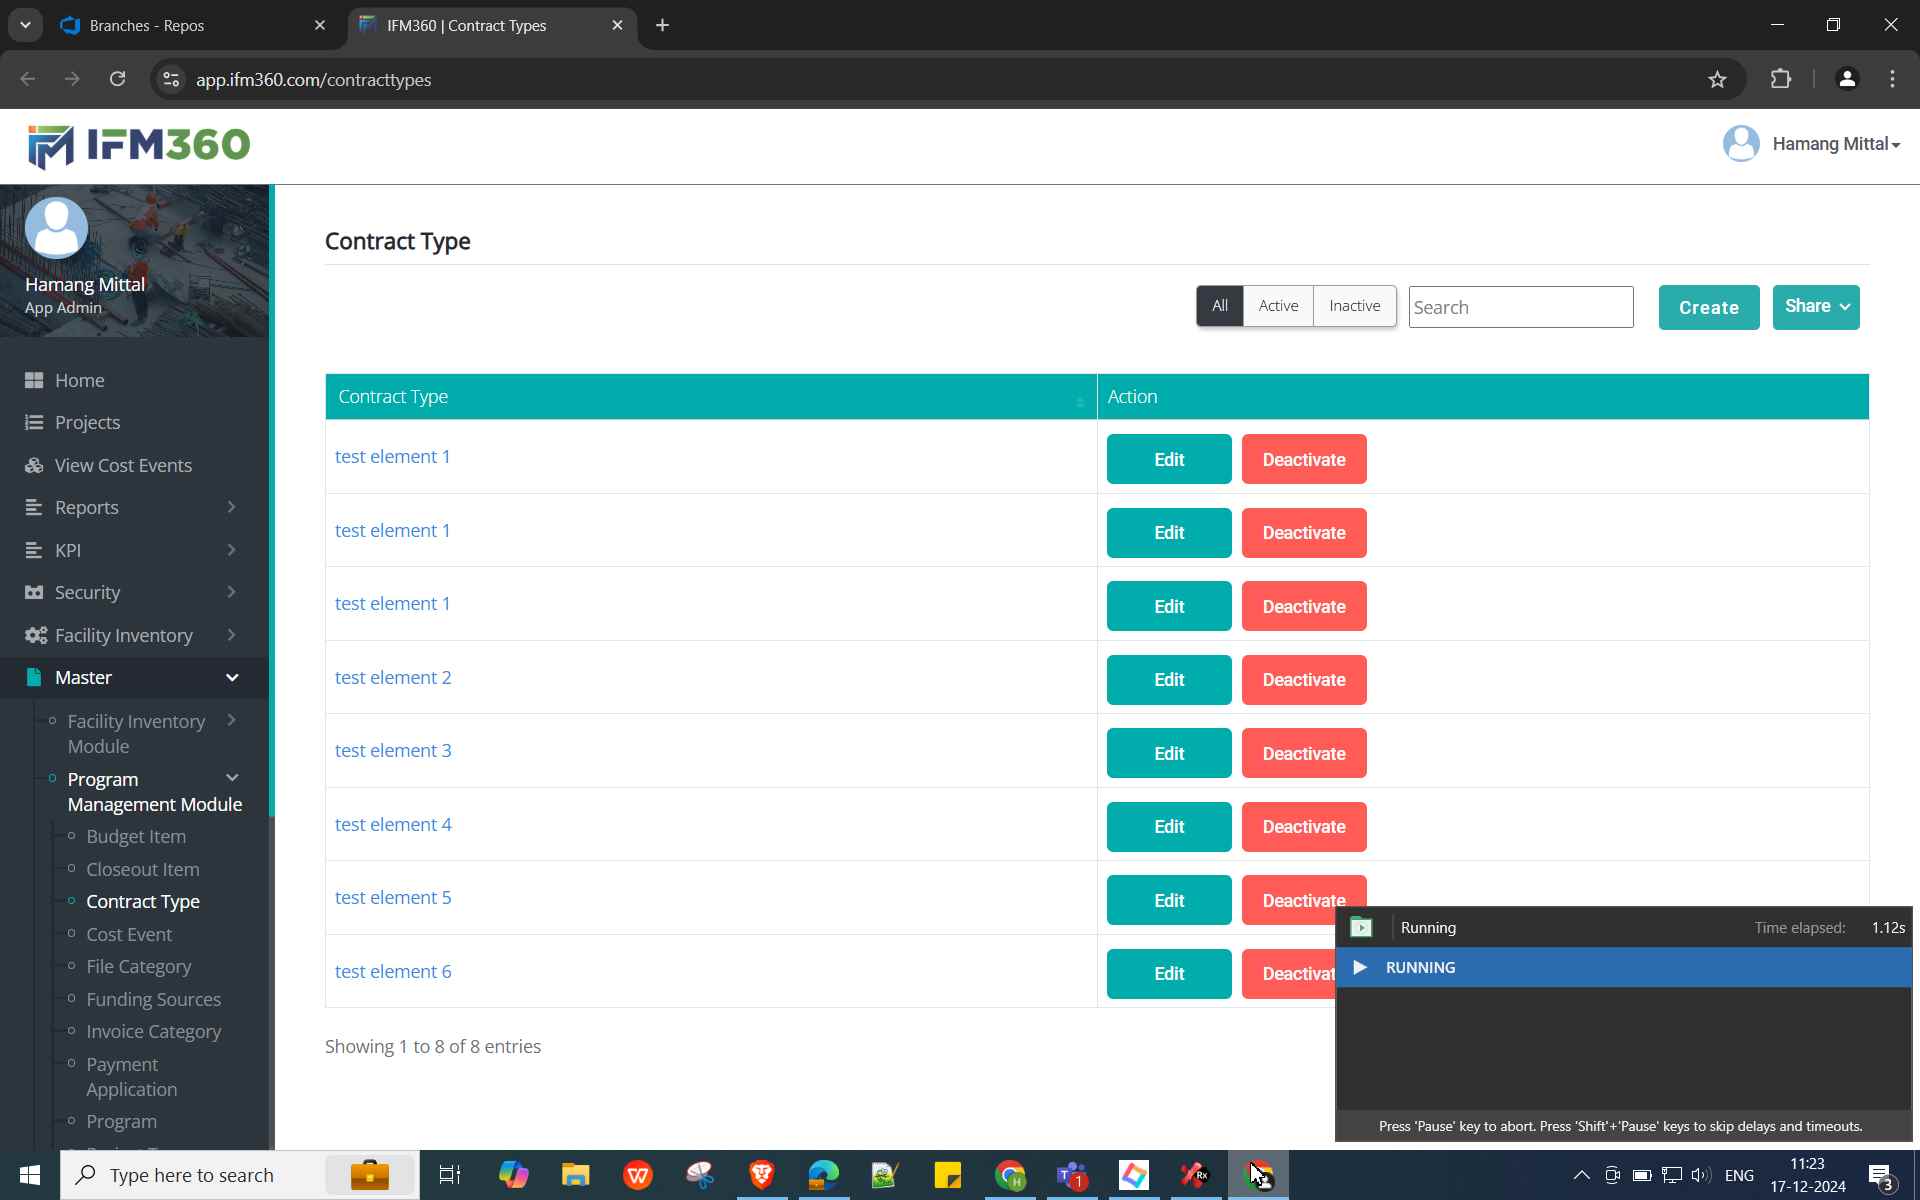 Branches - Repos
IFM360 | Contract Types
app.ifm360.com/contracttypes
IFM360
Hamang Mittal
Hamang Mittal
App Admin
Home
Projects
View Cost Events
Reports
KPI
Security
Facility Inventory
Master
Facility Inventory
Module
Program
Management Module
Budget Item
Closeout Item
Contract Type
Cost Event
File Category
Funding Sources
Invoice Category
Payment
Application
Program
Contract Type
All Active Inactive Search Create Share
Contract Type Action
test element 1 Edit Deactivate
test element 1 Edit Deactivate
test element 1 Edit Deactivate
test element 2 Edit Deactivate
test element 3 Edit Deactivate
test element 4 Edit Deactivate
test element 5 Edit Deactivate
test element 6 Edit Deactivat
Showing 1 to 8 of 8 entries
Running Time elapsed: 1.12s
RUNNING
Press 'Pause' key to abort. Press 'Shift'+'Pause' keys to skip delays and timeouts.
Type here to search
ENG
11:23
17-12-2024
3